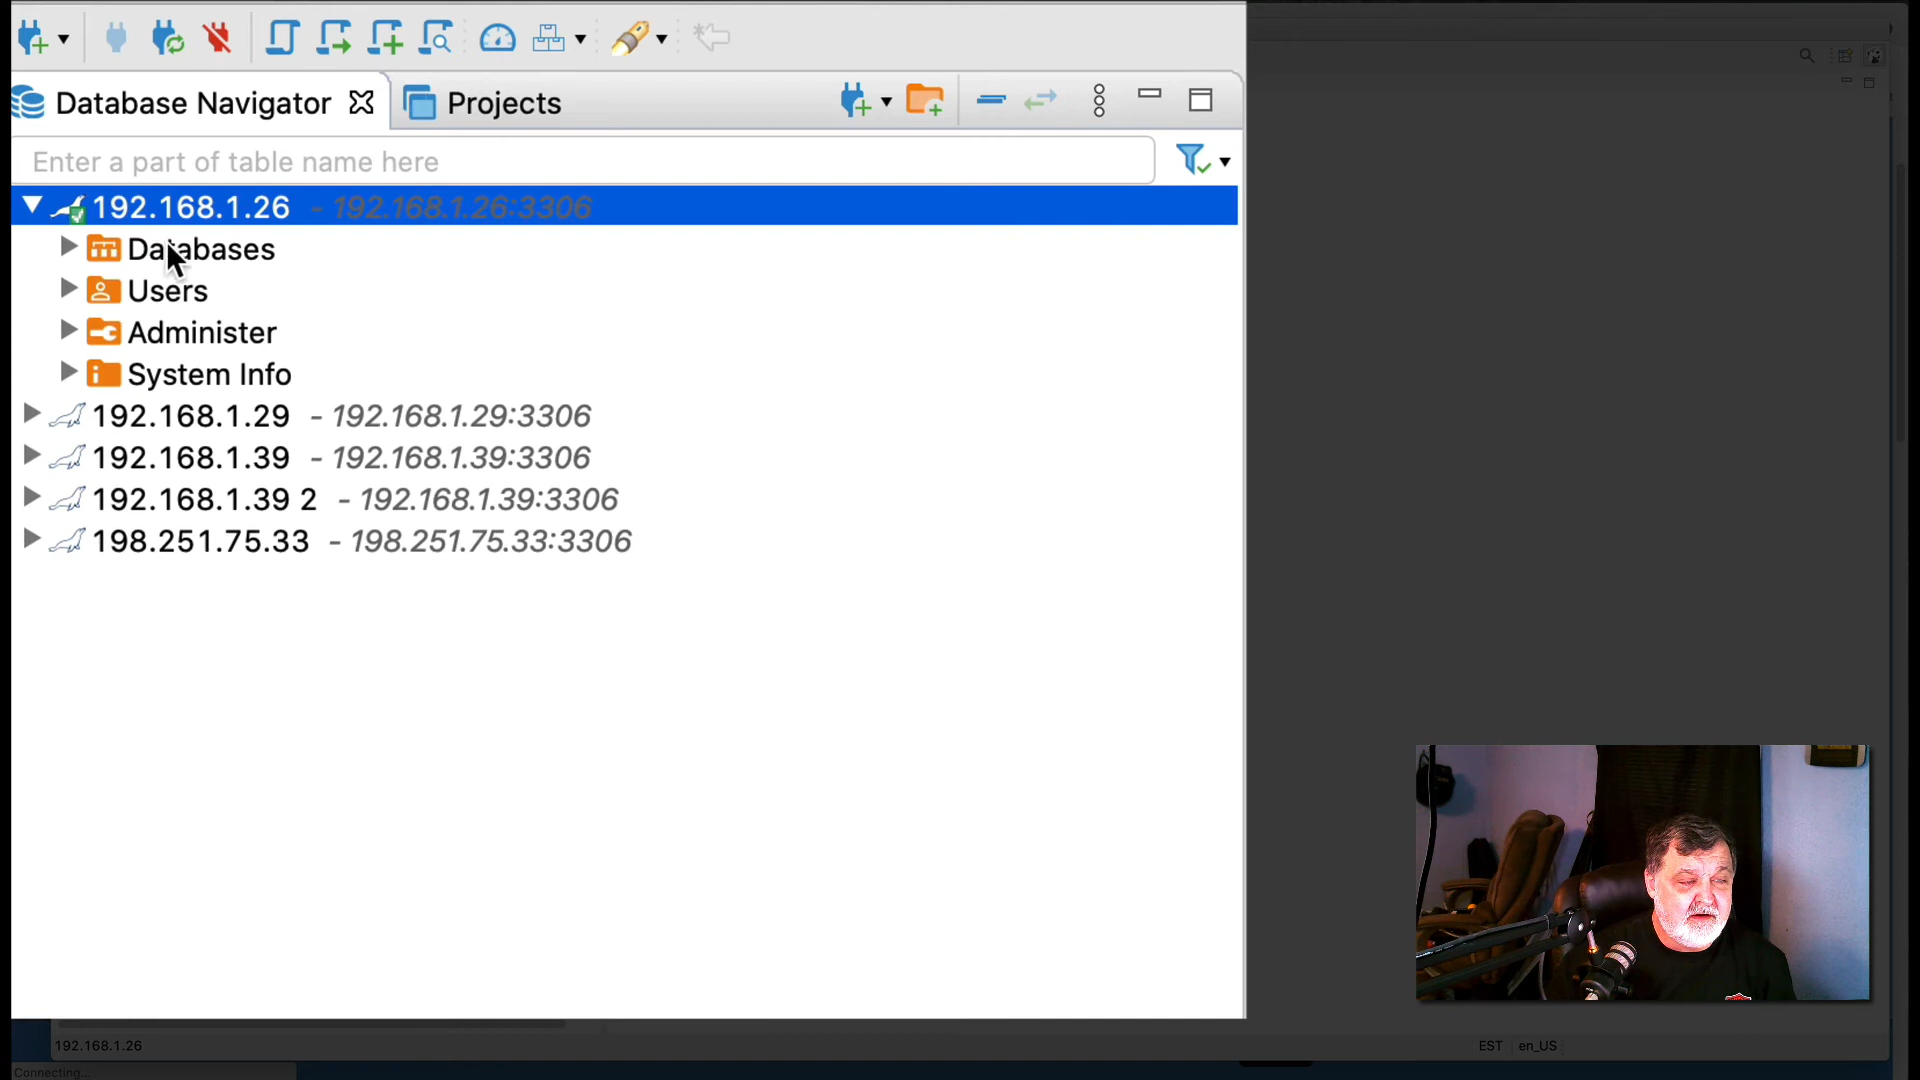 Database Navigator
Projects
Enter a part of table name here
192.168.1.26 - 192.168.1.26:3306
Databases
Users
Administer
System Info
192.168.1.29 - 192.168.1.29:3306
192.168.1.39 - 192.168.1.39:3306
192.168.1.39 2 - 192.168.1.39:3306
198.251.75.33 - 198.251.75.33:3306
192.168.1.26
EST
en_US
Connecting...